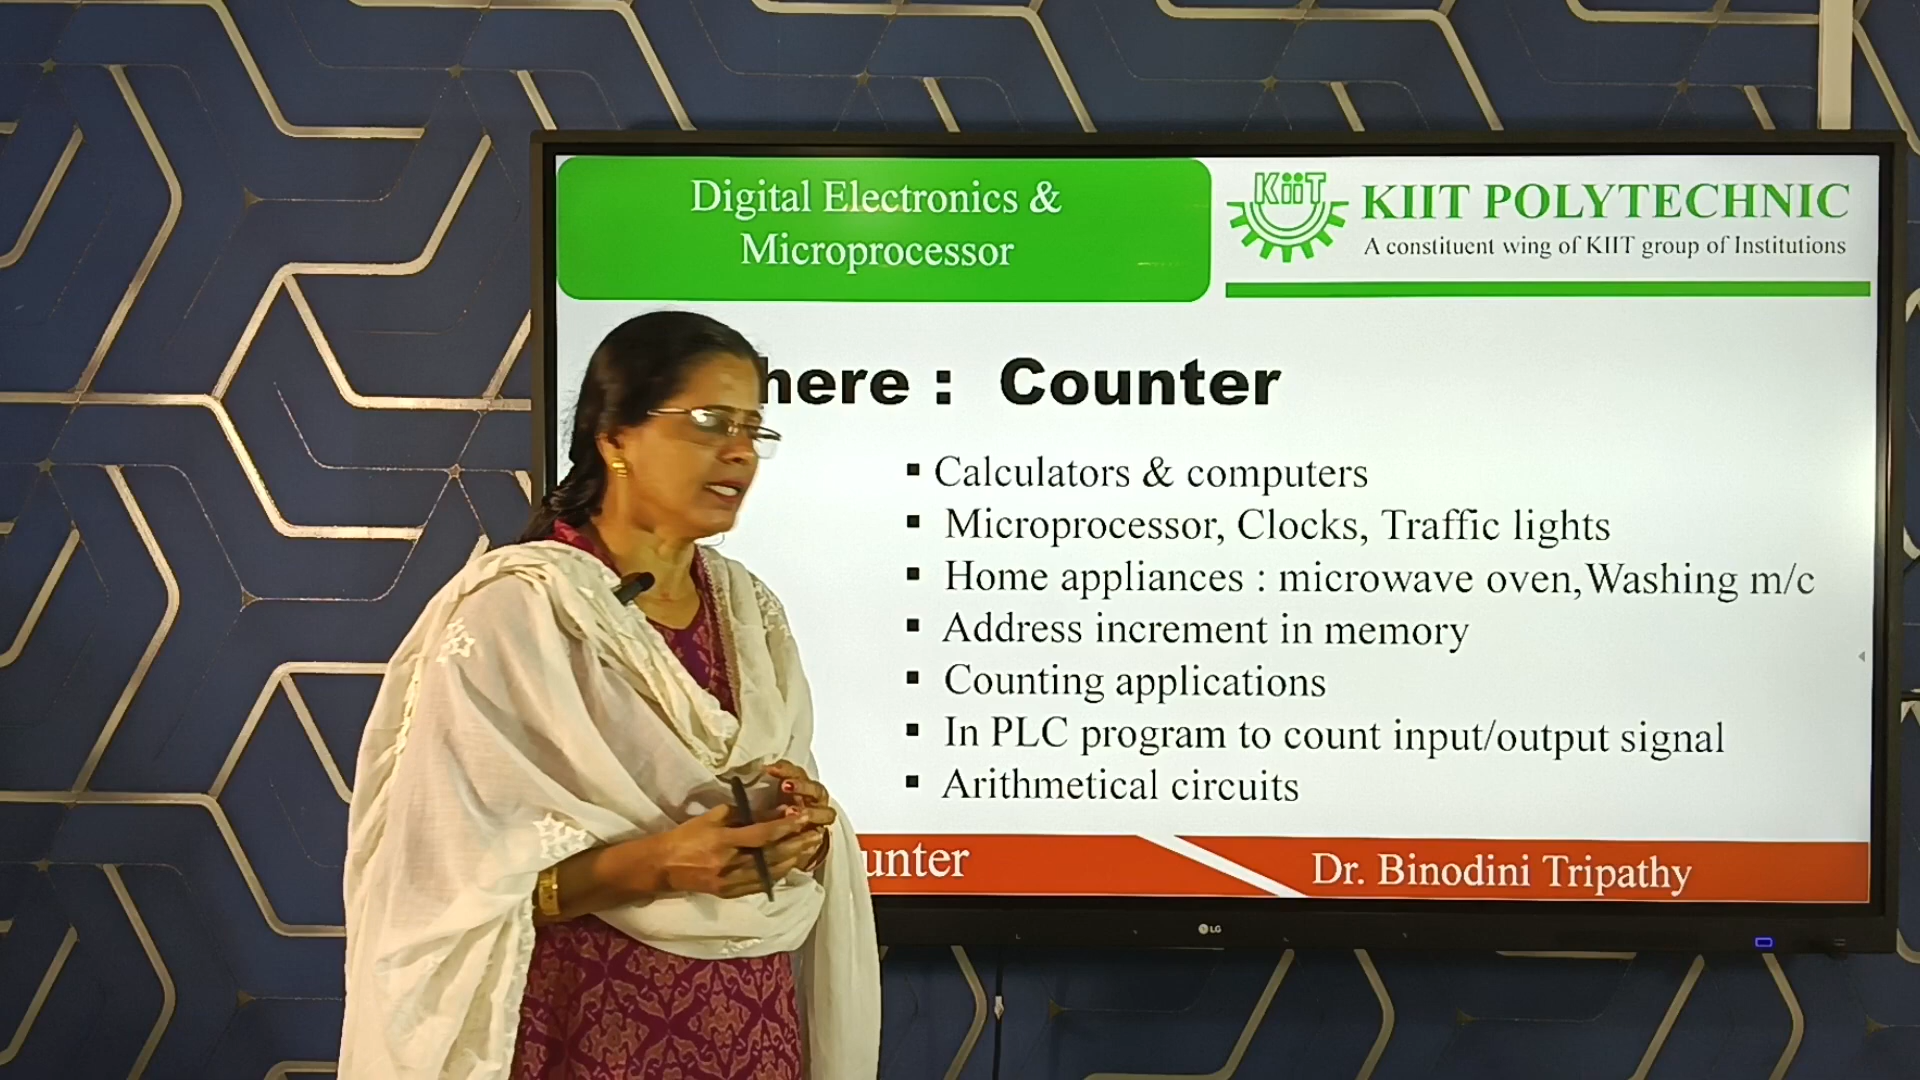 Digital Electronics &
Microprocessor
KiiT
KIIT POLYTECHNIC
A constituent wing of KIIT group of Institutions
here : Counter
▪ Calculators & computers
▪ Microprocessor, Clocks, Traffic lights
▪ Home appliances : microwave oven,Washing m/c
▪ Address increment in memory
▪ Counting applications
▪ In PLC program to count input/output signal
▪ Arithmetical circuits
unter
Dr. Binodini Tripathy
LG